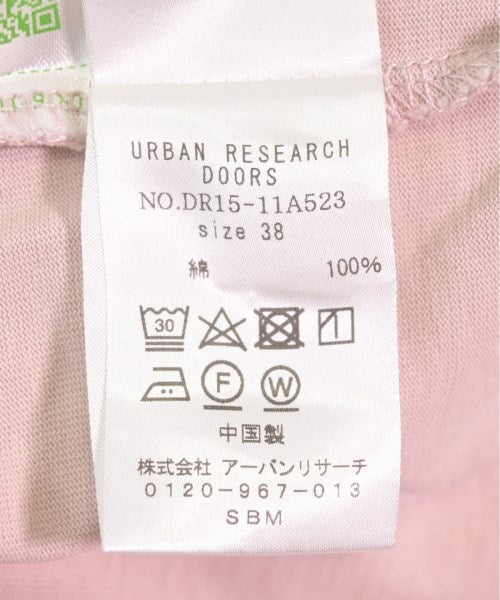 URBAN RESEARCH
DOORS
NO.DR15-11A523
size 38
綿 100%
30
F W
中国製
株式会社 アーバンリサーチ
0120-967-013
SBM